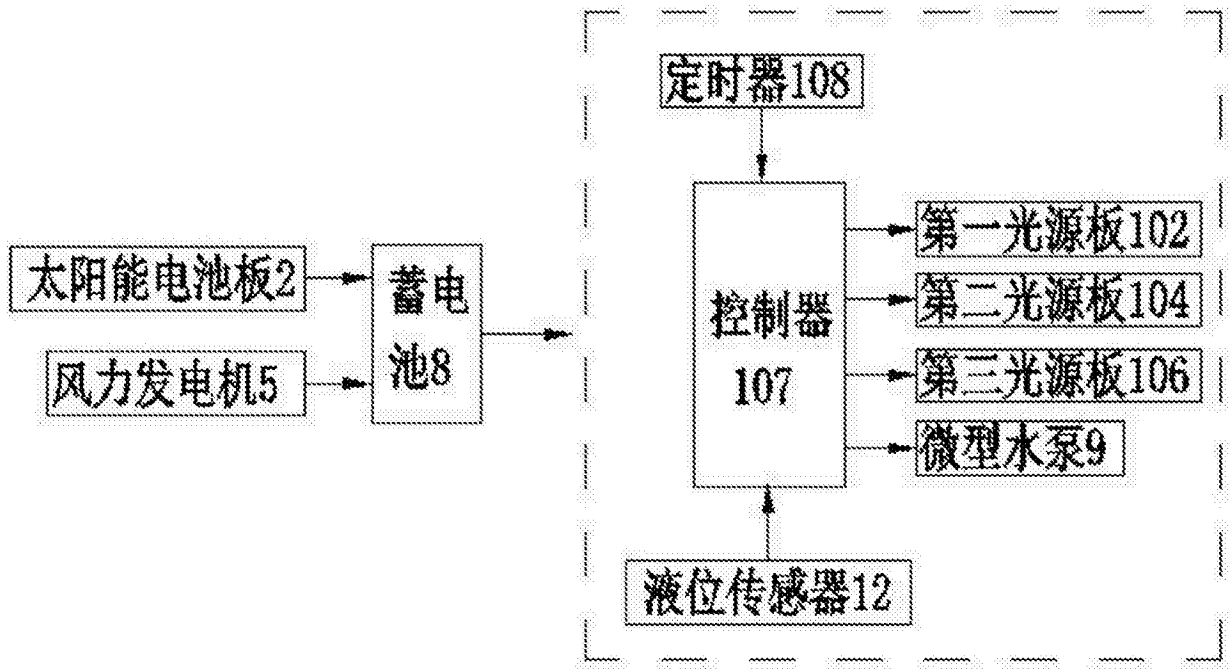 定时器108
第一光源板102
太阳能电池板2
蓄电
池8
第二光源板104
控制器
107
风力发电机5
第三光源板106
微型水泵9
液位传感器12